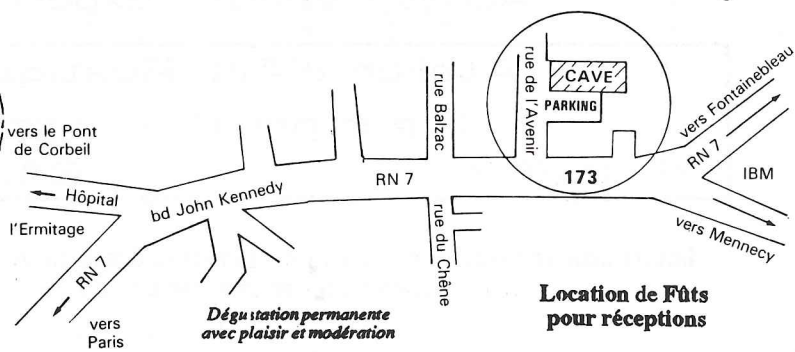 vers le Pont
de Corbeil
Hôpital
l'Ermitage
RN 7
vers
Paris
bd John Kennedy
RN 7
rue Balzac
rue du Chêne
rue de l'Avenir
CAVE
PARKING
173
vers Fontainebleau
RN 7
IBM
vers Mennecy
Dégustation permanente
avec plaisir et modération
Location de Fûts
pour réceptions